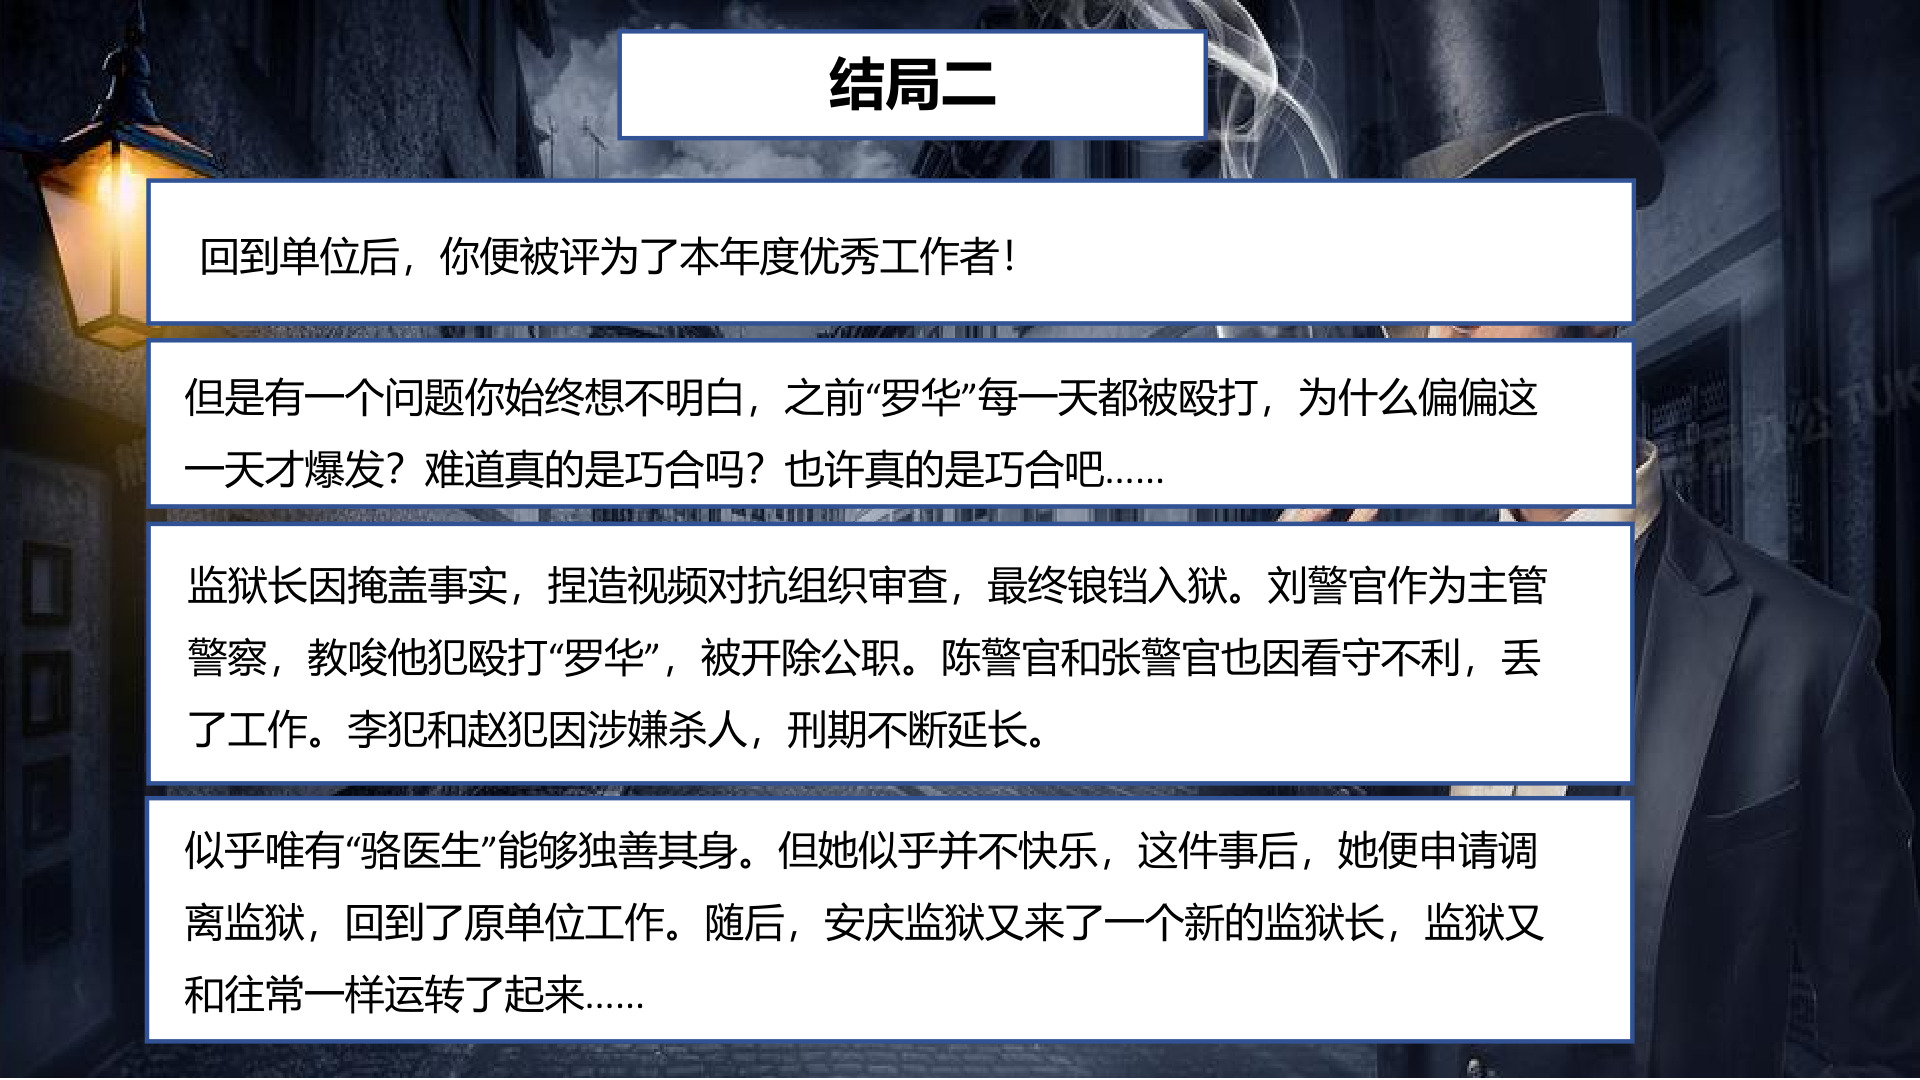 结局二
回到单位后，你便被评为了本年度优秀工作者！
但是有一个问题你始终想不明白，之前“罗华”每一天都被殴打，为什么偏偏这
一天才爆发？难道真的是巧合吗？也许真的是巧合吧……
监狱长因掩盖事实，捏造视频对抗组织审查，最终锒铛入狱。刘警官作为主管
警察，教唆他犯殴打“罗华”，被开除公职。陈警官和张警官也因看守不利，丢
了工作。李犯和赵犯因涉嫌杀人，刑期不断延长。
似乎唯有“骆医生”能够独善其身。但她似乎并不快乐，这件事后，她便申请调
离监狱，回到了原单位工作。随后，安庆监狱又来了一个新的监狱长，监狱又
和往常一样运转了起来……